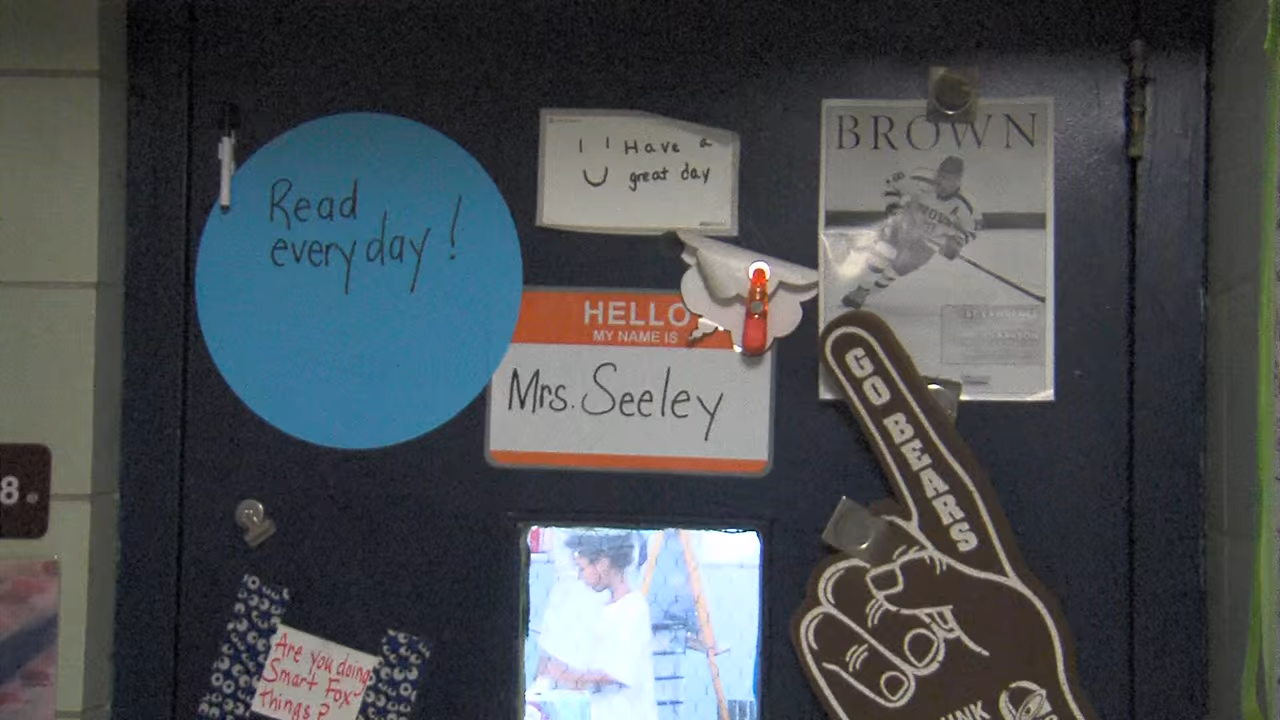 Read
every day!
Have a
great day
HELLO
MY NAME IS
Mrs. Seeley
BROWN
GO BEARS
8.
Are you doing
Smart Fox
things?